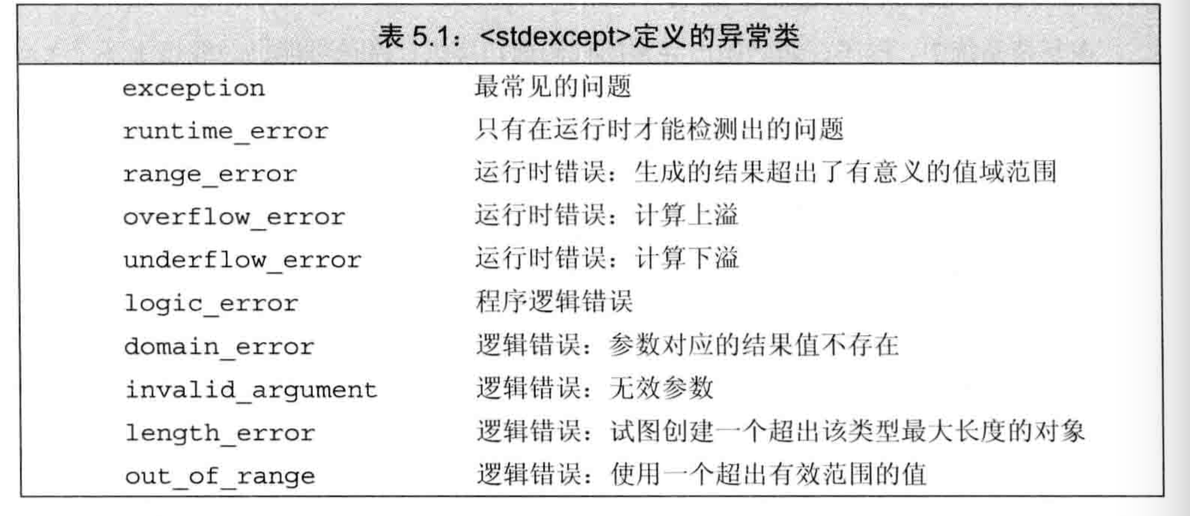 表 5.1：<stdexcept>定义的异常类
exception 最常见的问题
runtime_error 只有在运行时才能检测出的问题
range_error 运行时错误：生成的结果超出了有意义的值域范围
overflow_error 运行时错误：计算上溢
underflow_error 运行时错误：计算下溢
logic_error 程序逻辑错误
domain_error 逻辑错误：参数对应的结果值不存在
invalid_argument 逻辑错误：无效参数
length_error 逻辑错误：试图创建一个超出该类型最大长度的对象
out_of_range 逻辑错误：使用一个超出有效范围的值